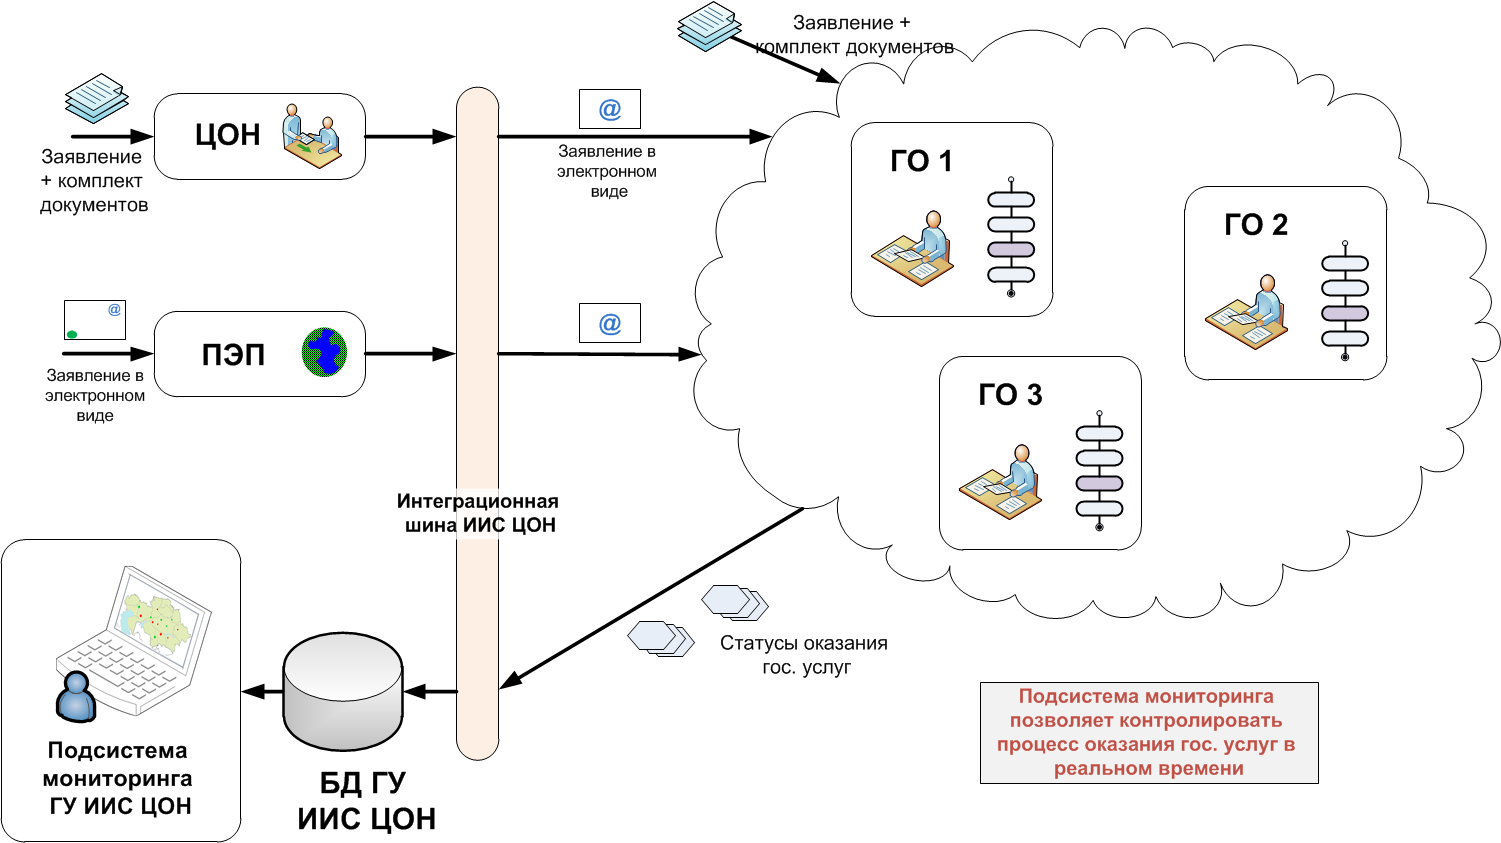 Заявление +
комплект документов
ЦОН
@
Заявление
+ комплект
документов
Заявление в
электронном
виде
ГО 1
ГО 2
ГО 3
@
ПЭП
@
Заявление в
электронном
виде
Интеграционная
шина ИИС ЦОН
Статусы оказания
гос. услуг
Подсистема
мониторинга
ГУ ИИС ЦОН
БД ГУ
ИИС ЦОН
Подсистема мониторинга
позволяет контролировать
процесс оказания гос. услуг в
реальном времени